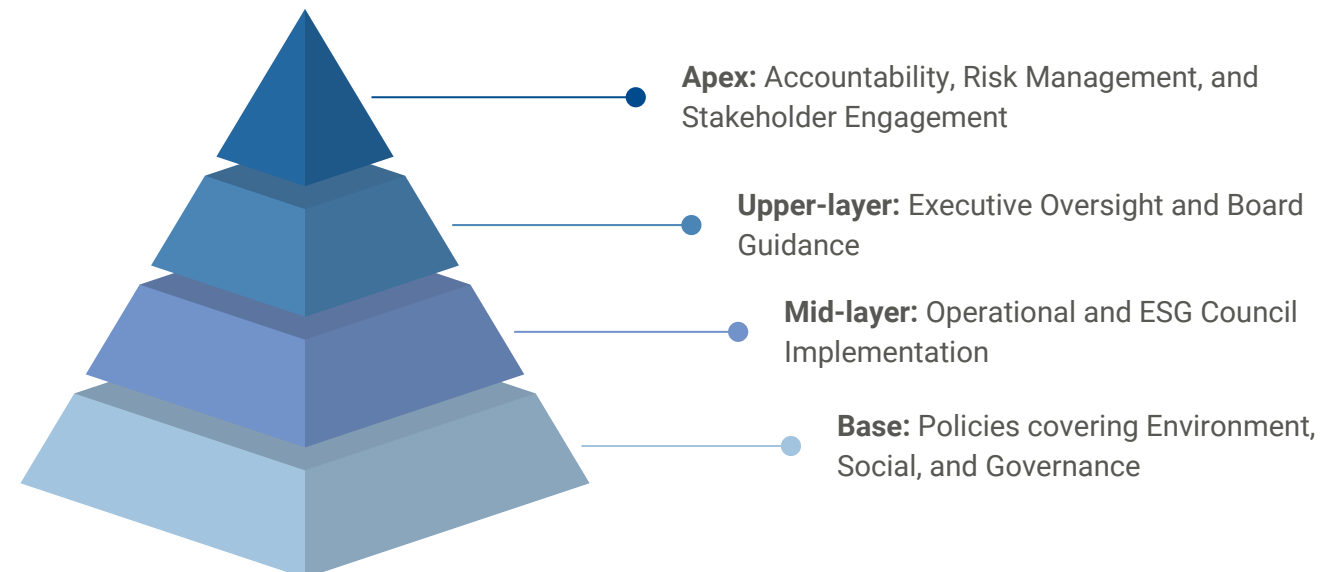 Apex: Accountability, Risk Management, and
Stakeholder Engagement
Upper-layer: Executive Oversight and Board
Guidance
Mid-layer: Operational and ESG Council
Implementation
Base: Policies covering Environment,
Social, and Governance